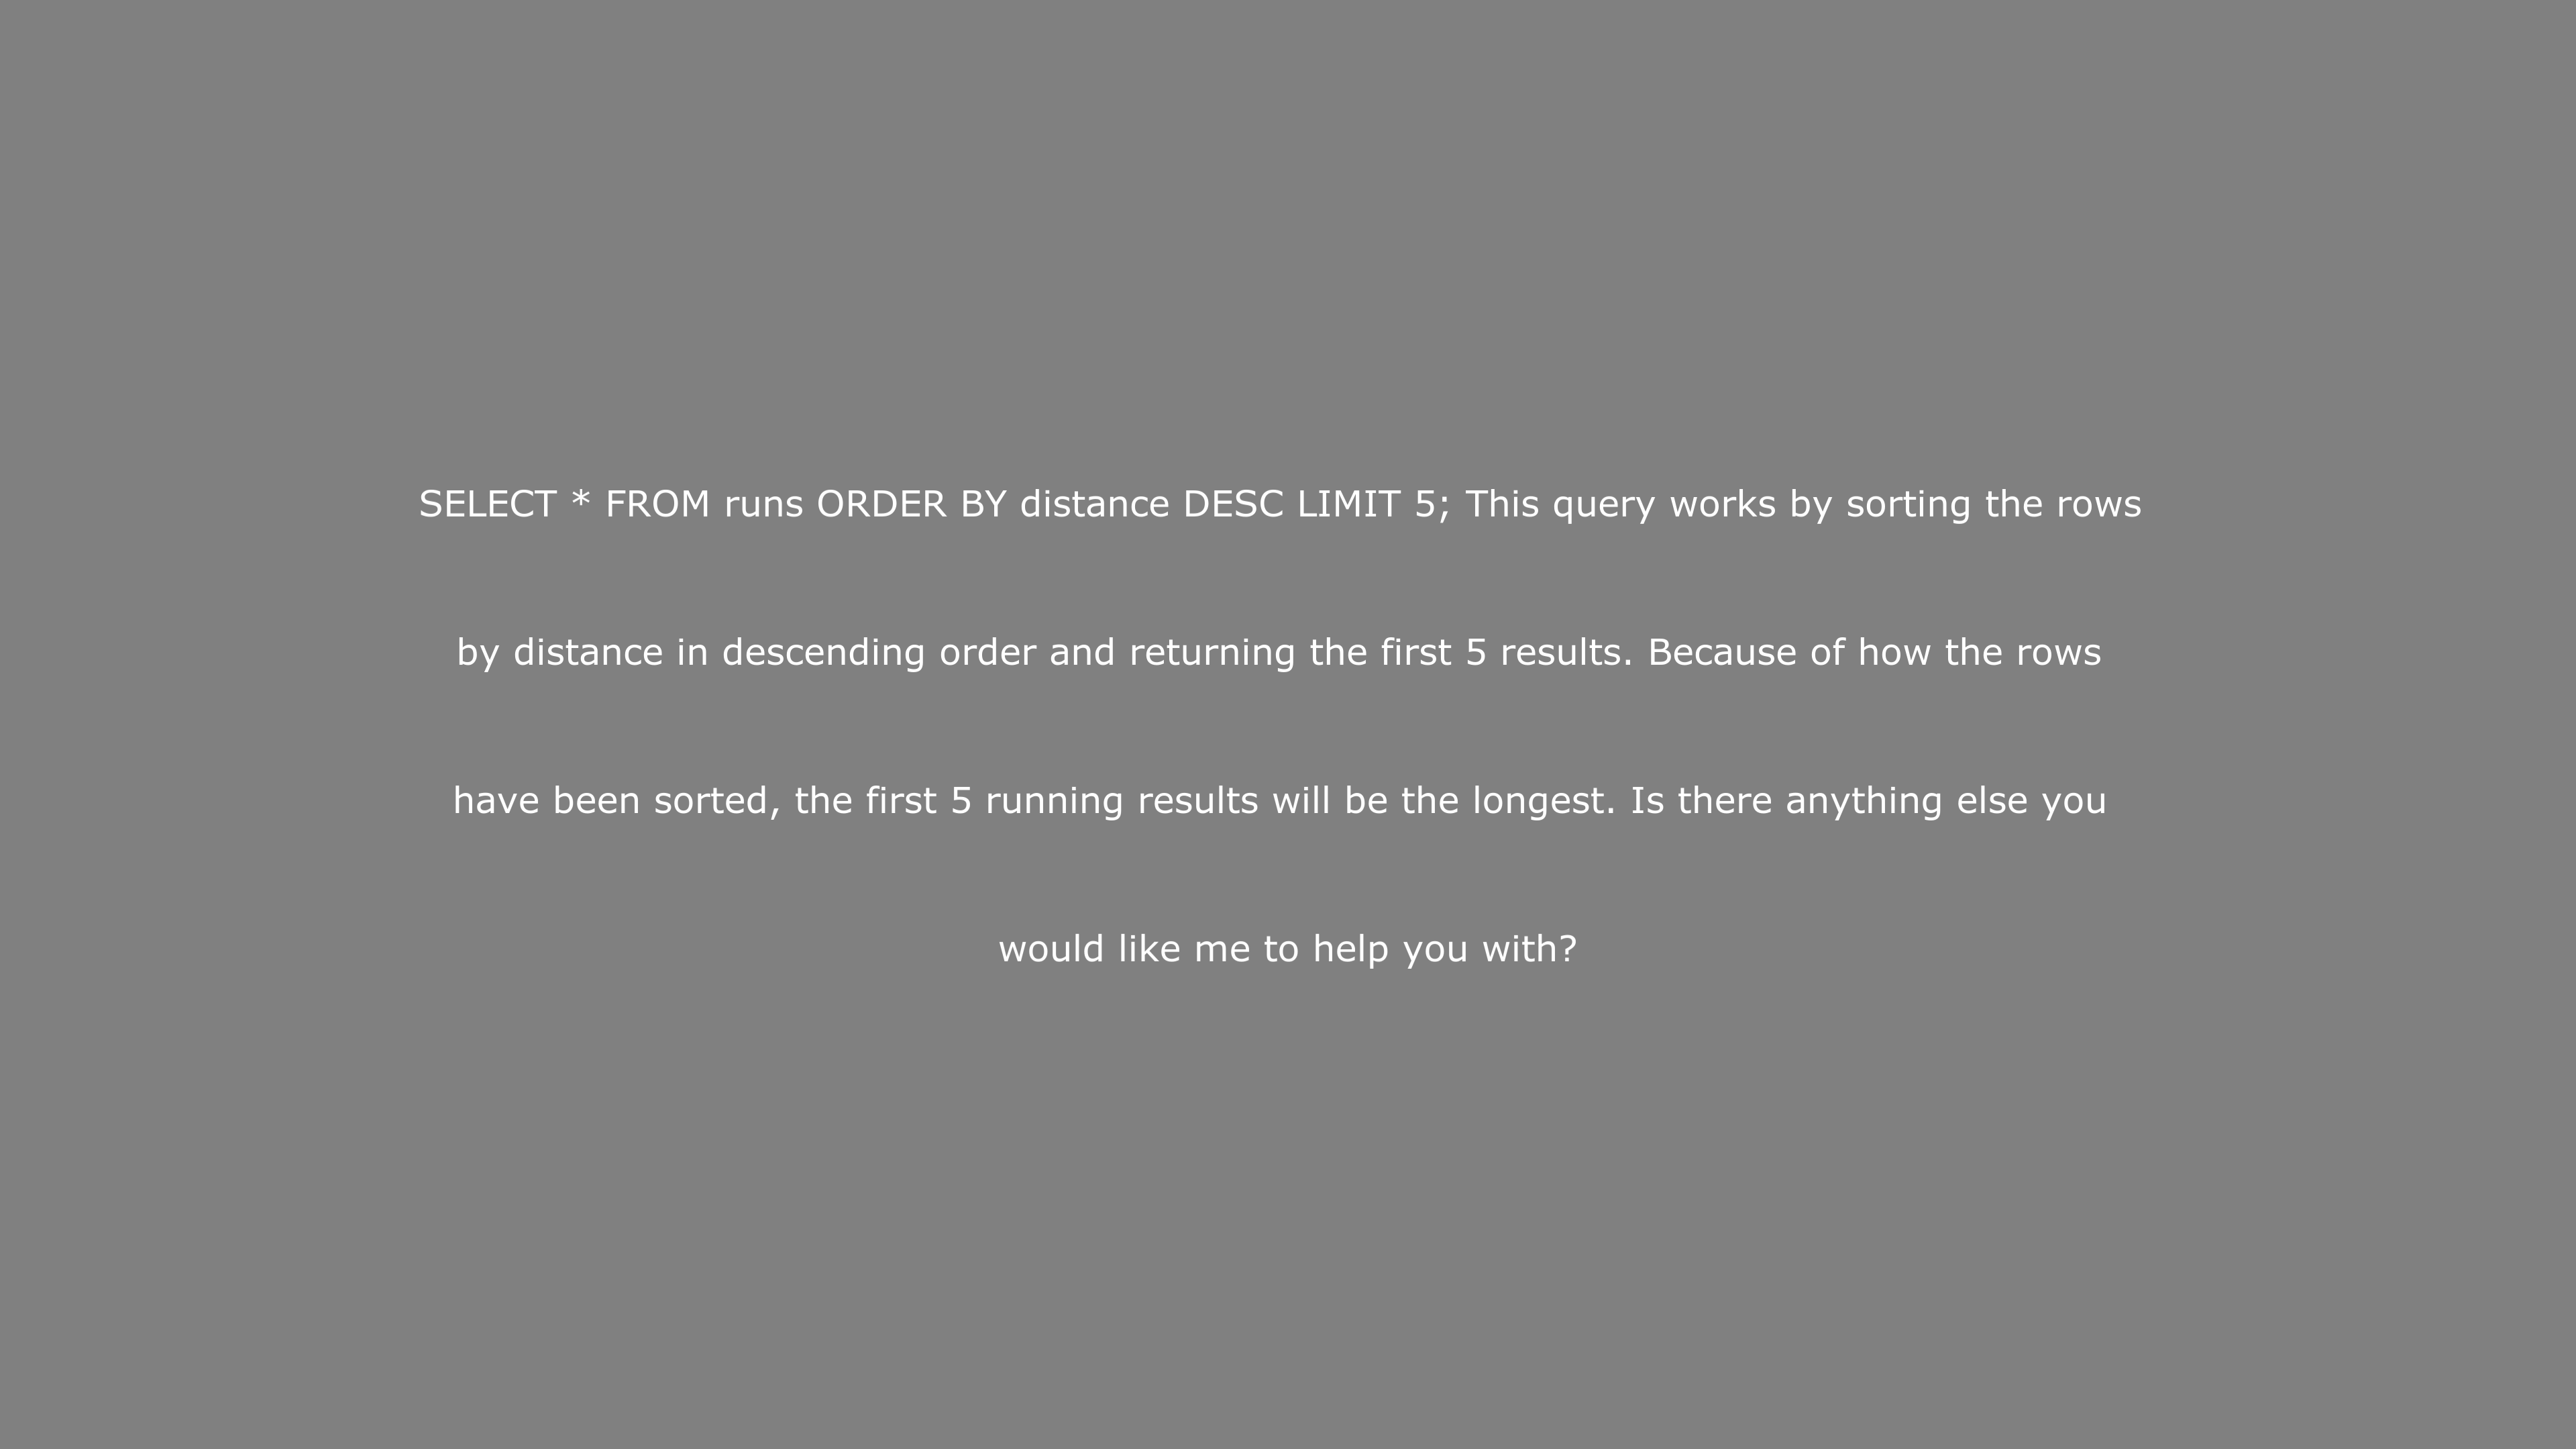 SELECT * FROM runs ORDER BY distance DESC LIMIT 5; This query works by sorting the rows
by distance in descending order and returning the first 5 results. Because of how the rows
have been sorted, the first 5 running results will be the longest. Is there anything else you
would like me to help you with?